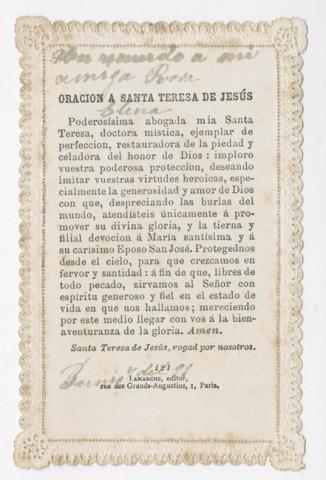 Un recuerdo a mi
amiga Rosa
ORACION A SANTA TERESA DE JESÚS
Elena
Poderosísima abogada mía Santa
Teresa, doctora mística, ejemplar de
perfeccion, restauradora de la piedad y
celadora del honor de Dios : imploro
vuestra poderosa proteccion, deseando
imitar vuestras virtudes heroicas, espe-
cialmente la generosidad y amor de Dios
con que, despreciando las burlas del
mundo, atendísteis únicamente á pro-
mover su divina gloria, y la tierna y
filial devocion á María santísima y á
su carísimo Eposo San José. Protegednos
desde el cielo, para que crezcamos en
fervor y santidad : á fin de que, libres de
todo pecado, sirvamos al Señor con
espíritu generoso y fiel en el estado de
vida en que nos hallamos; mereciendo
por este medio llegar con vos á la bien-
aventuranza de la gloria. Amen.
Santa Teresa de Jesús, rogad por nosotros.
121
Junio
LAMARCHE, editor,
rue des Grands-Augustins, 1, Paris.